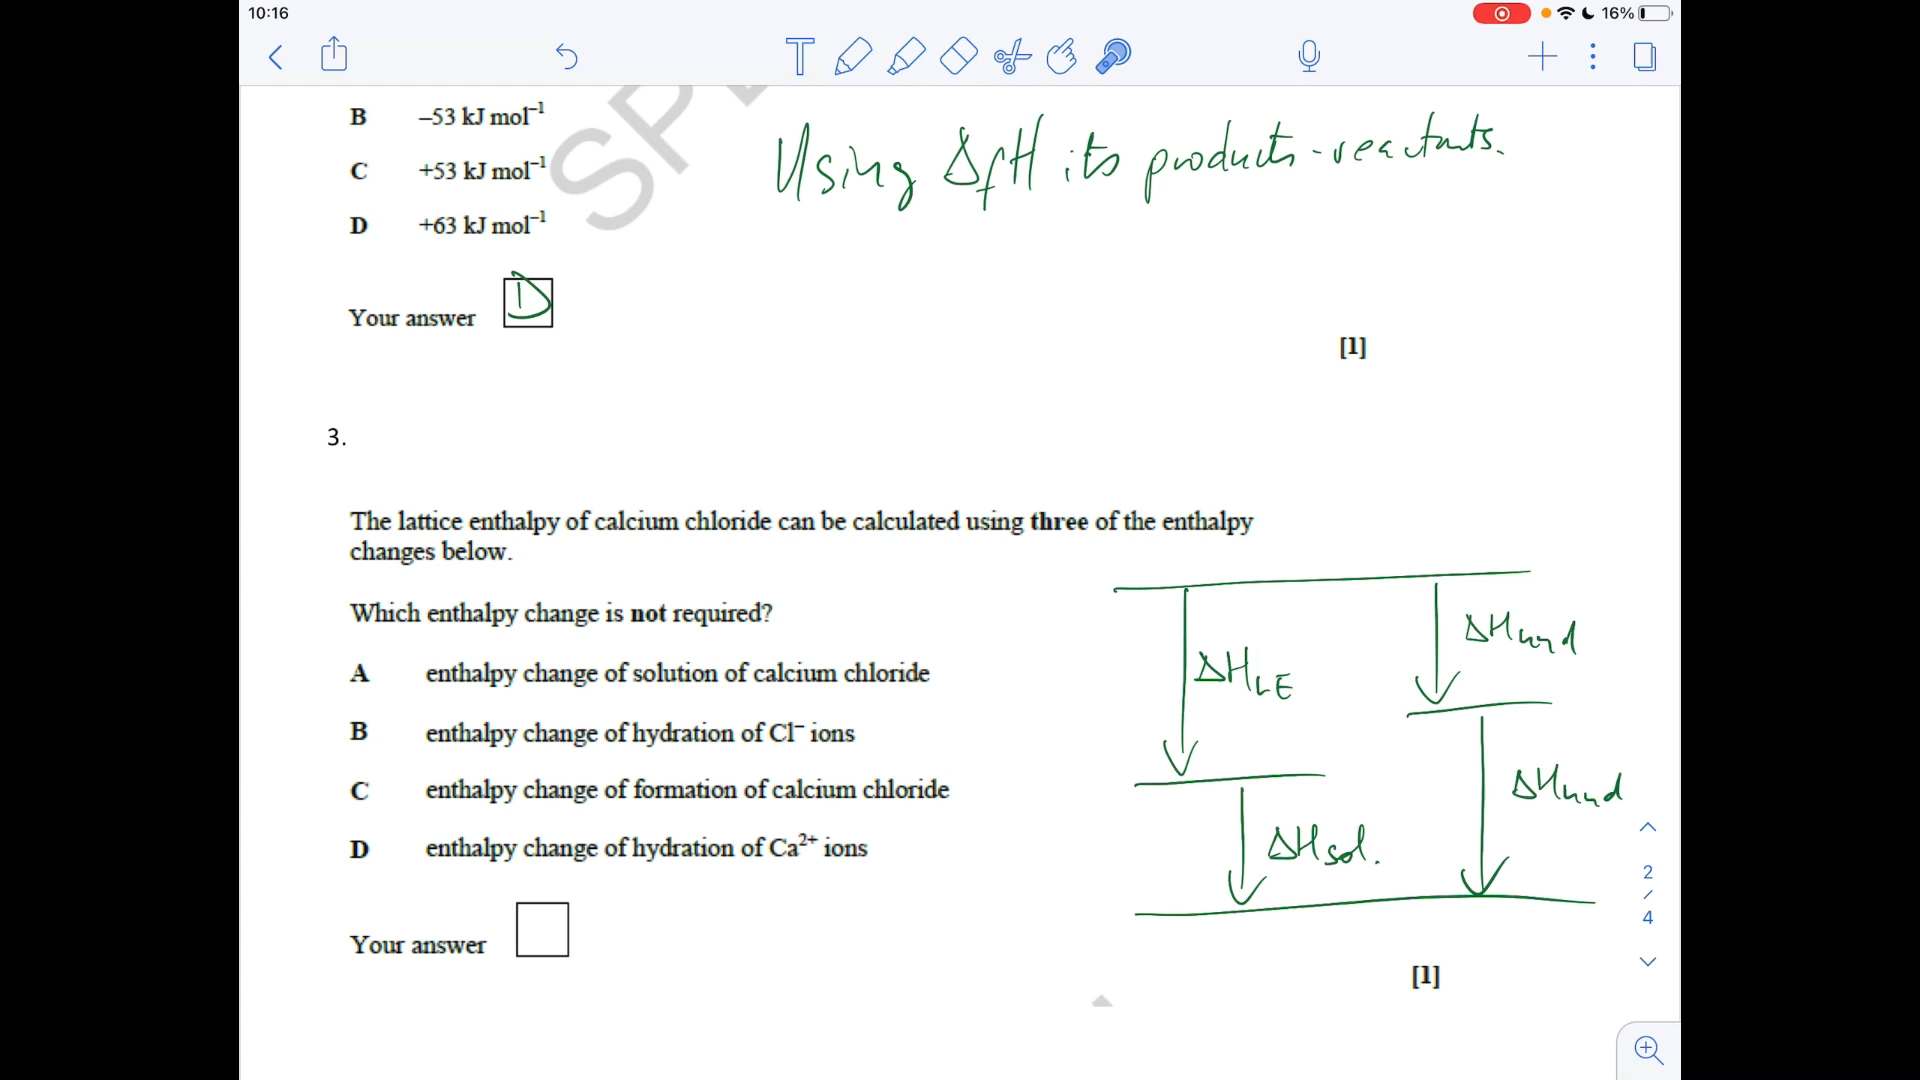 10:16
16%
B –53 kJ mol⁻¹
C +53 kJ mol⁻¹
D +63 kJ mol⁻¹
Using ΔfH its products - reactants.
Your answer D
[1]
3.
The lattice enthalpy of calcium chloride can be calculated using three of the enthalpy
changes below.
Which enthalpy change is not required?
A enthalpy change of solution of calcium chloride
B enthalpy change of hydration of Cl⁻ ions
C enthalpy change of formation of calcium chloride
D enthalpy change of hydration of Ca²⁺ ions
Your answer
[1]
ΔHhyd
ΔHLE
ΔHhyd
ΔHsol.
2
/
4